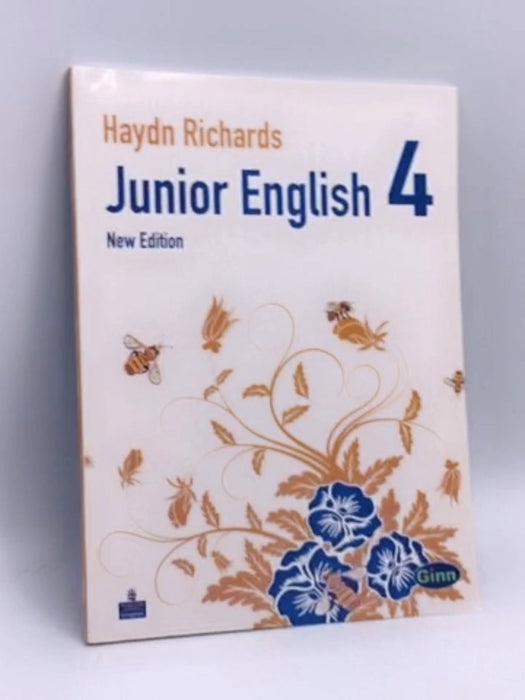 Haydn Richards
Junior English 4
New Edition
Ginn